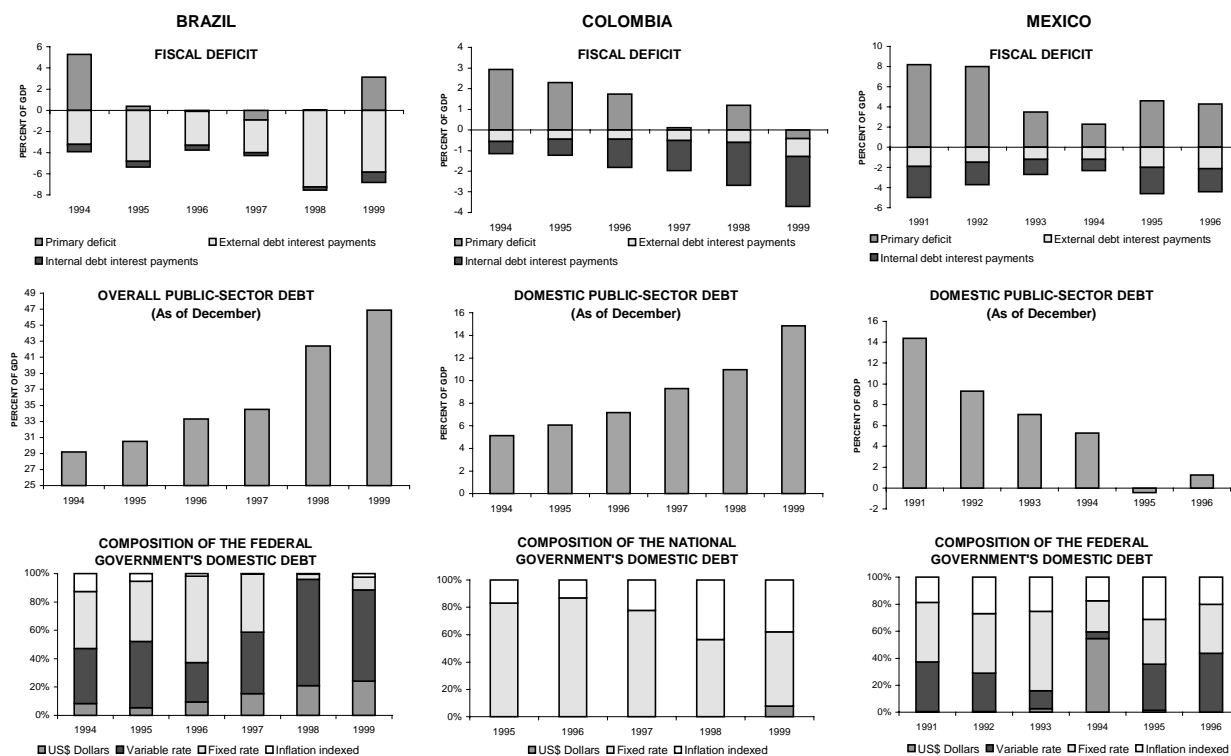 BRAZIL
FISCAL DEFICIT
PERCENT OF GDP
6
4
2
0
-2
-4
-6
-8
1994 1995 1996 1997 1998 1999
Primary deficit External debt interest payments
Internal debt interest payments
COLOMBIA
FISCAL DEFICIT
PERCENT OF GDP
4
3
2
1
0
-1
-2
-3
-4
1994 1995 1996 1997 1998 1999
Primary deficit External debt interest payments
Internal debt interest payments
MEXICO
FISCAL DEFICIT
PERCENT OF GDP
10
8
6
4
2
0
-2
-4
-6
1991 1992 1993 1994 1995 1996
Primary deficit External debt interest payments
Internal debt interest payments
OVERALL PUBLIC-SECTOR DEBT
(As of December)
PERCENT OF GDP
49
47
45
43
41
39
37
35
33
31
29
27
25
1994 1995 1996 1997 1998 1999
DOMESTIC PUBLIC-SECTOR DEBT
(As of December)
PERCENT OF GDP
16
14
12
10
8
6
4
2
0
1994 1995 1996 1997 1998 1999
DOMESTIC PUBLIC-SECTOR DEBT
(As of December)
PERCENT OF GDP
16
14
12
10
8
6
4
2
0
-2
1991 1992 1993 1994 1995 1996
COMPOSITION OF THE FEDERAL
GOVERNMENT'S DOMESTIC DEBT
100%
80%
60%
40%
20%
0%
1994 1995 1996 1997 1998 1999
COMPOSITION OF THE NATIONAL
GOVERNMENT'S DOMESTIC DEBT
100%
80%
60%
40%
20%
0%
1995 1996 1997 1998 1999
COMPOSITION OF THE FEDERAL
GOVERNMENT'S DOMESTIC DEBT
100%
80%
60%
40%
20%
0%
1991 1992 1993 1994 1995 1996
US$ Dollars Variable rate Fixed rate Inflation indexed
US$ Dollars Fixed rate Inflation indexed
US$ Dollars Variable rate Fixed rate Inflation indexed